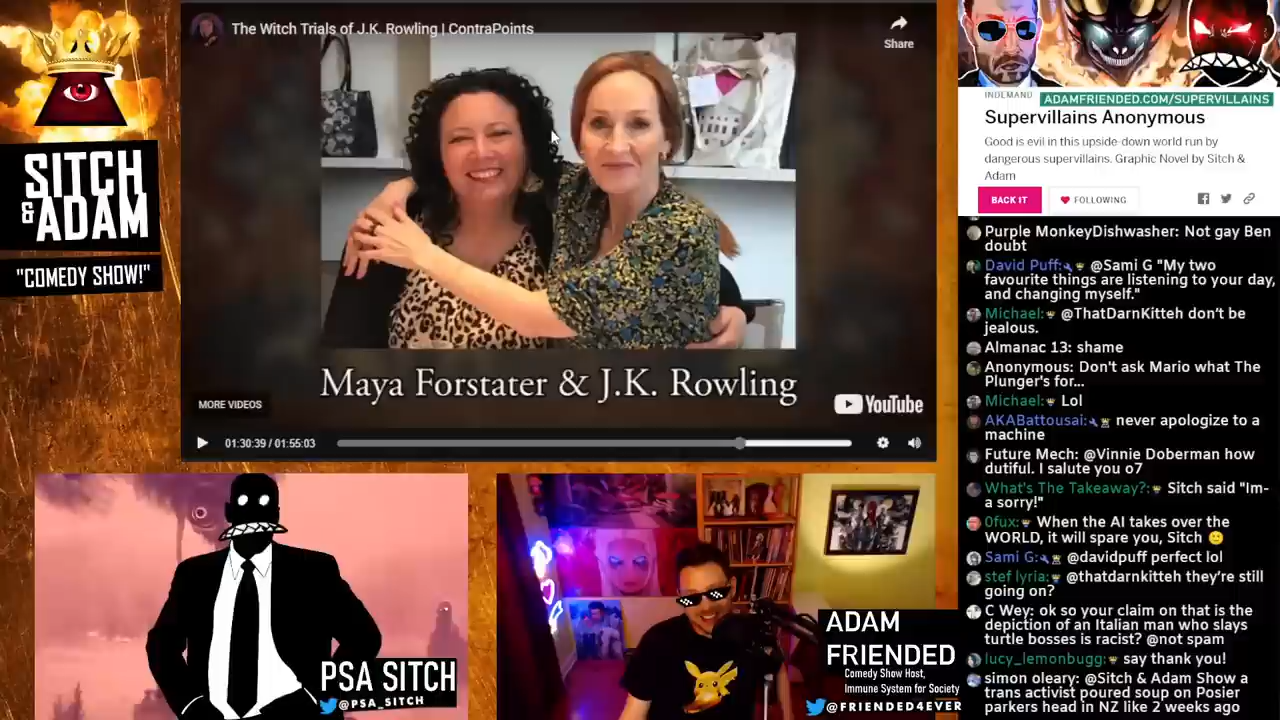 The Witch Trials of J.K. Rowling | ContraPoints
Share
Maya Forstater & J.K. Rowling
MORE VIDEOS
YouTube
01:30:39 / 01:55:03
SITCH
& ADAM
"COMEDY SHOW!"
PSA SITCH
@PSA_SITCH
ADAM
FRIENDED
Comedy Show Host,
Immune System for Society
@FRIENDED4EVER
INDEMAND
ADAMFRIENDED.COM/SUPERVILLAINS
Supervillains Anonymous
Good is evil in this upside-down world run by
dangerous supervillains. Graphic Novel by Sitch &
Adam
BACK IT
FOLLOWING
Purple MonkeyDishwasher: Not gay Ben
doubt
David Puff: @Sami G "My two
favourite things are listening to your day,
and changing myself."
Michael: @ThatDarnKitteh don't be
jealous.
Almanac 13: shame
Anonymous: Don't ask Mario what The
Plunger's for...
Michael: Lol
AKABattousai: never apologize to a
machine
Future Mech: @Vinnie Doberman how
dutiful. I salute you o7
What's The Takeaway?: Sitch said "Im-
a sorry!"
0fux: When the AI takes over the
WORLD, it will spare you, Sitch
Sami G: @davidpuff perfect lol
stef lyria: @thatdarnkitteh they're still
going on?
C Wey: ok so your claim on that is the
depiction of an Italian man who slays
turtle bosses is racist? @not spam
lucy_lemonbugg: say thank you!
simon oleary: @Sitch & Adam Show a
trans activist poured soup on Posier
parkers head in NZ like 2 weeks ago